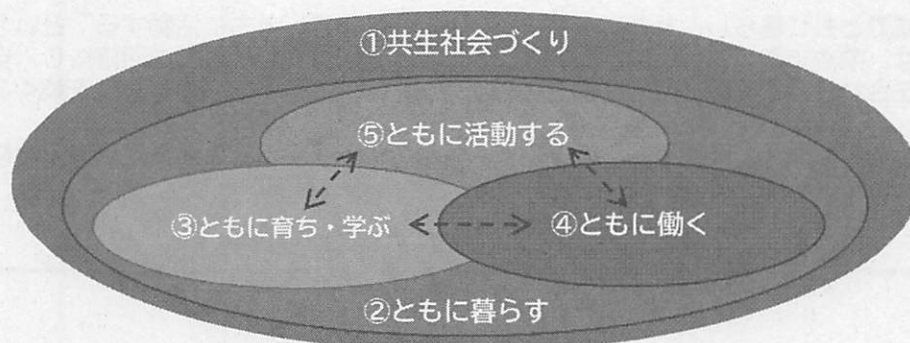 ①共生社会づくり
⑤ともに活動する
③ともに育ち・学ぶ
④ともに働く
②ともに暮らす